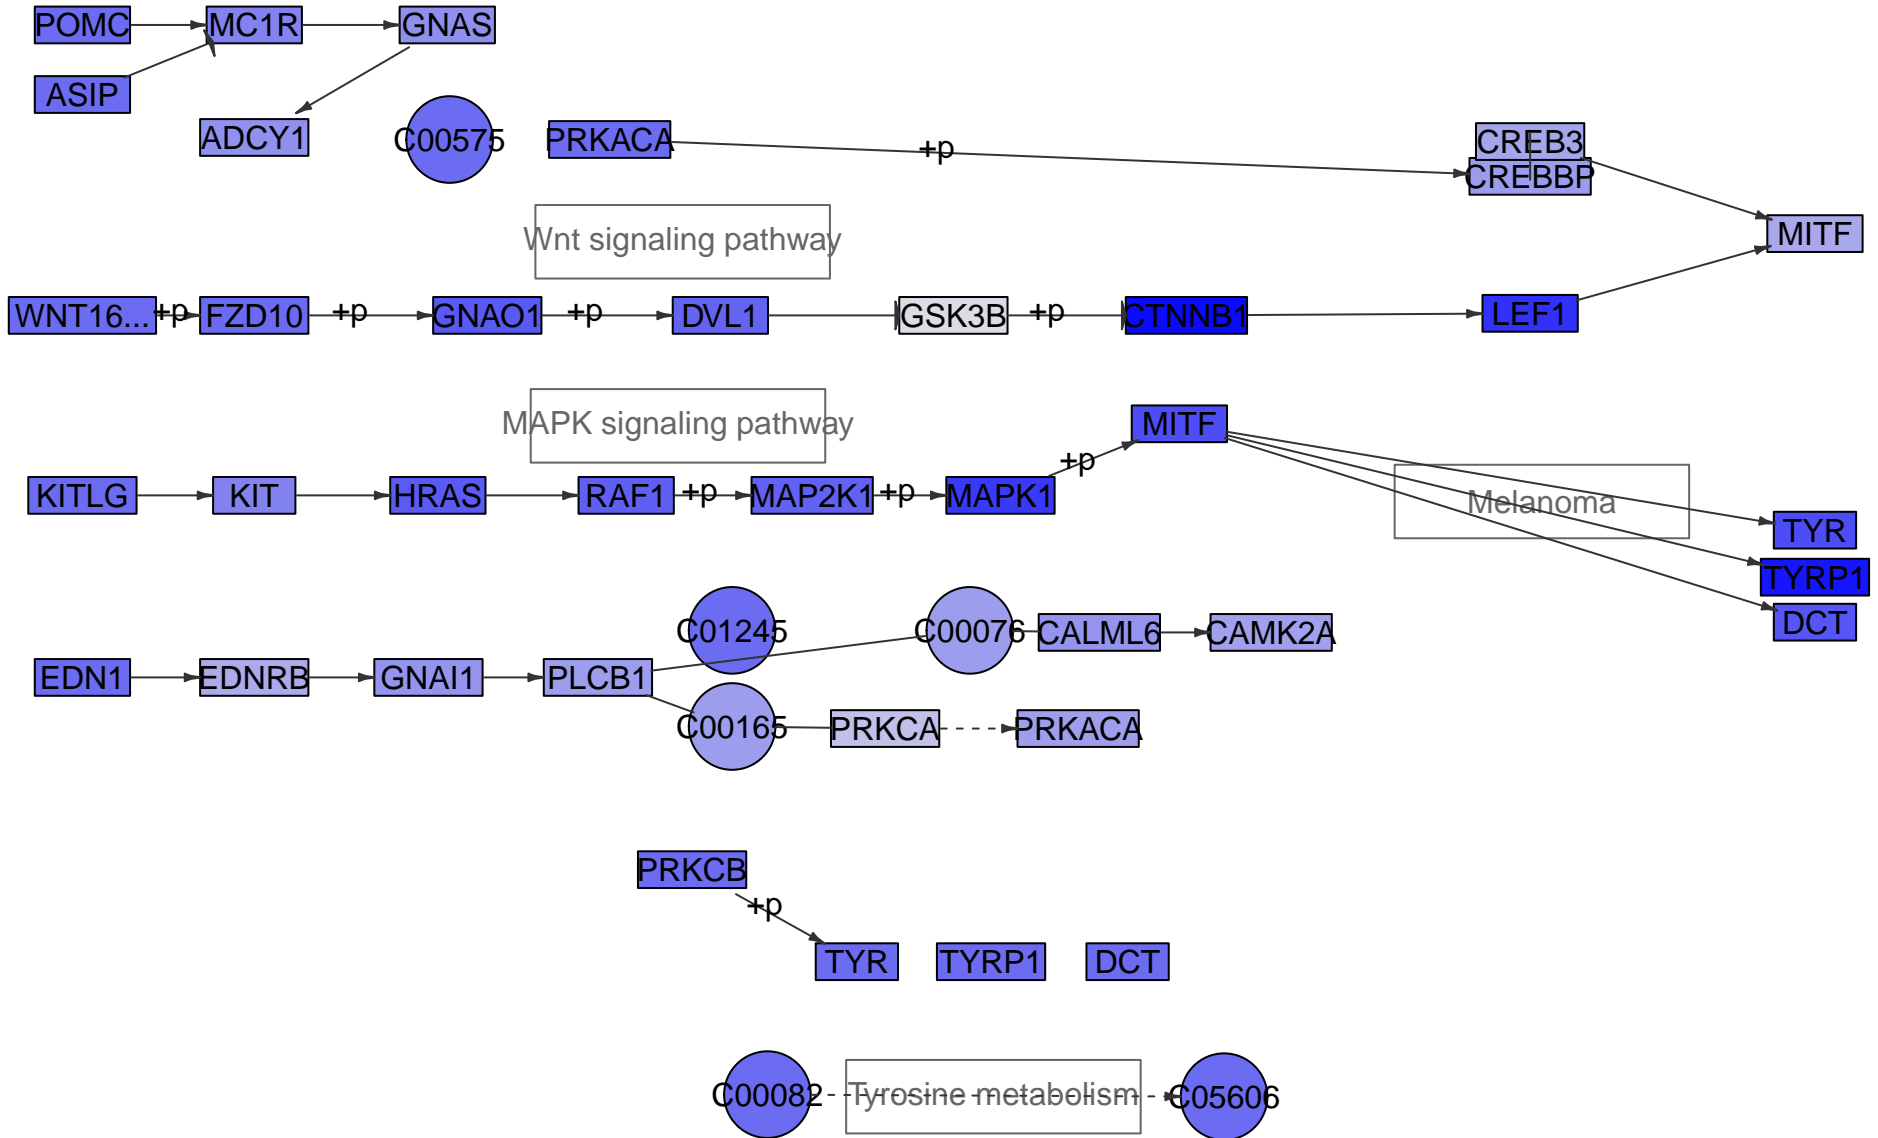 POMC
MC1R
GNAS
ASIP
ADCY1
C00575
PRKACA
+p
CREB3
CREBBP
MITF
Wnt signaling pathway
WNT16...
+p
FZD10
+p
GNAO1
+p
DVL1
GSK3B
+p
CTNNB1
LEF1
MAPK signaling pathway
MITF
+p
KITLG
KIT
HRAS
RAF1
+p
MAP2K1
+p
MAPK1
Melanoma
TYR
TYRP1
DCT
C01245
C00076
CALML6
CAMK2A
EDN1
EDNRB
GNAI1
PLCB1
C00165
PRKCA
PRKACA
PRKCB
+p
TYR
TYRP1
DCT
C00082
Tyrosine metabolism
C05606